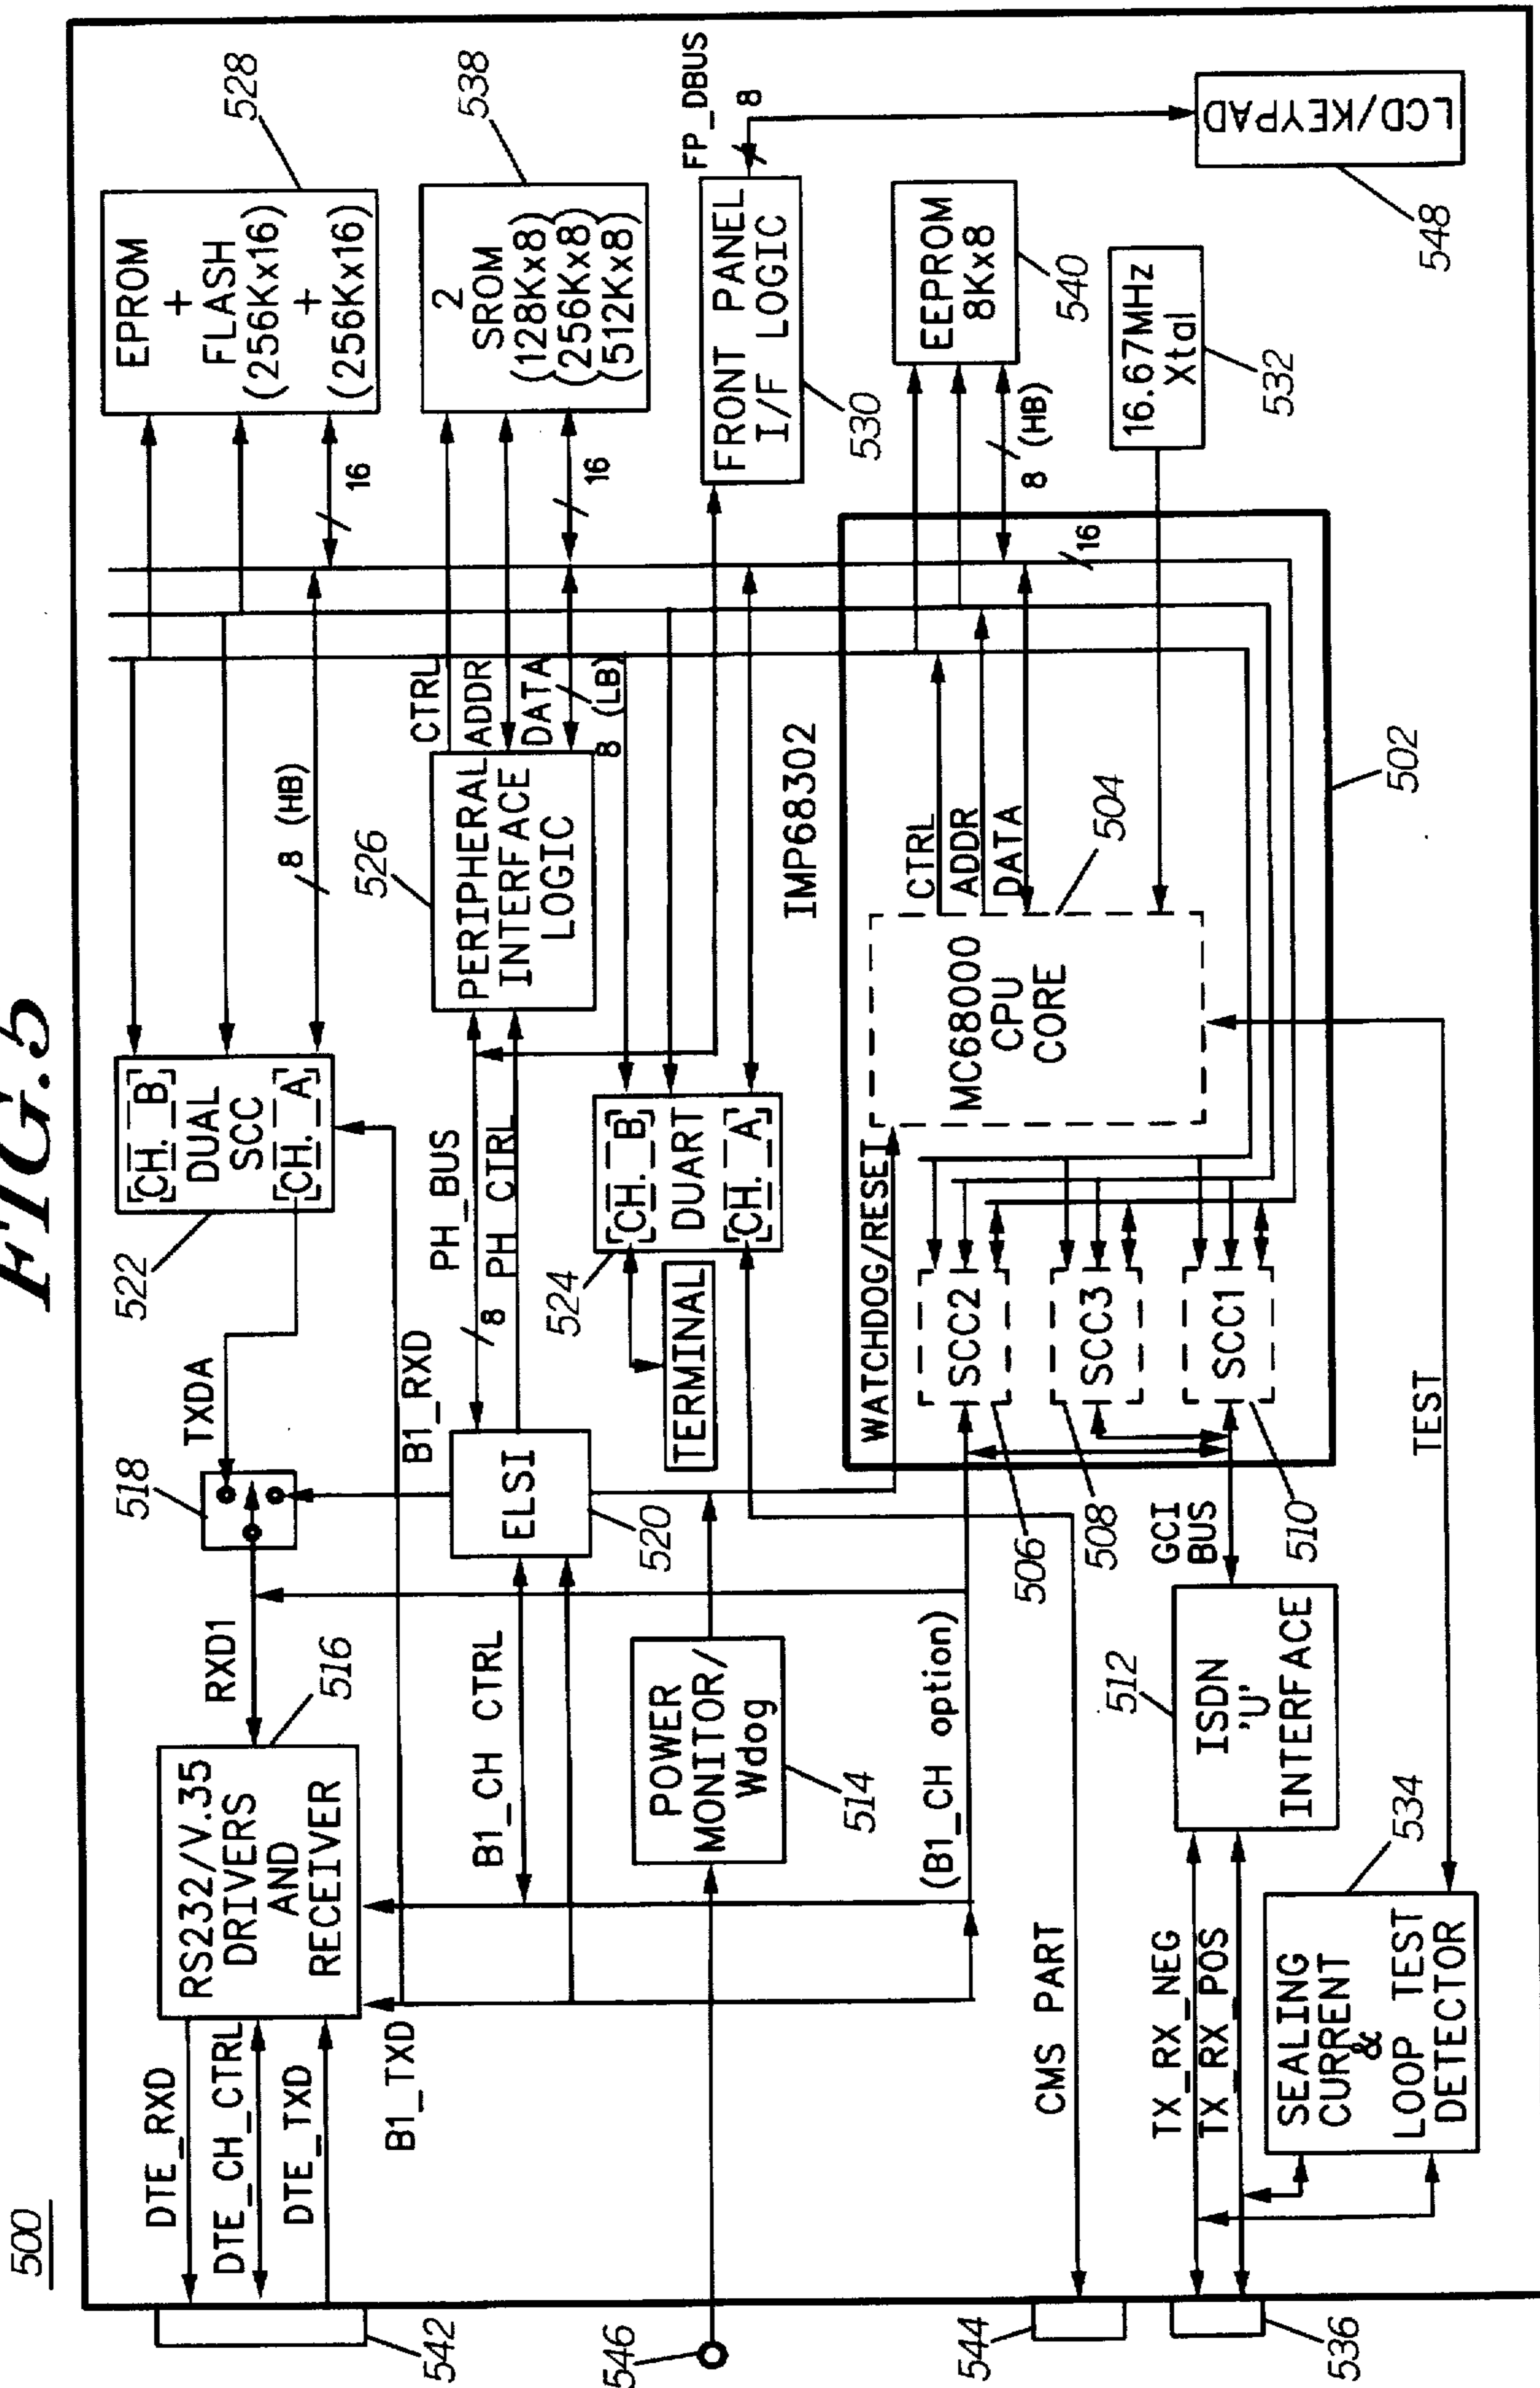 FIG.5
500
EPROM
+
FLASH
(256Kx16)
+
(256Kx16)
528
2
SROM
(128Kx8)
(256Kx8)
(512Kx8)
538
16
16
FP_DBUS
8
FRONT PANEL
I/F LOGIC
530
EEPROM
8Kx8
540
8 (HB)
16.67MHz
Xtal
532
LCD/KEYPAD
548
[CH. B]
DUAL
SCC
[CH. A]
522
8 (HB)
PERIPHERAL
INTERFACE
LOGIC
526
CTRL
ADDR
DATA
8 (LB)
[CH. B]
DUART
[CH. A]
524
TERMINAL
PH_BUS
8
PH_CTRL
IMP68302
502
CTRL
ADDR
DATA
16
504
MC68000
CPU
CORE
WATCHDOG/RESET
SCC2
SCC3
SCC1
506
508
510
TXDA
518
B1_RXD
ELSI
520
RXD1
RS232/V.35
DRIVERS
AND
RECEIVER
516
B1_CH CTRL
POWER
MONITOR/
Wdog
514
(B1_CH option)
GCI
BUS
ISDN
'U'
INTERFACE
512
TEST
SEALING
CURRENT
&
LOOP TEST
DETECTOR
534
DTE_RXD
DTE_CH_CTRL
DTE_TXD
B1_TXD
CMS PART
TX_RX_NEG
TX_RX_POS
542
546
544
536